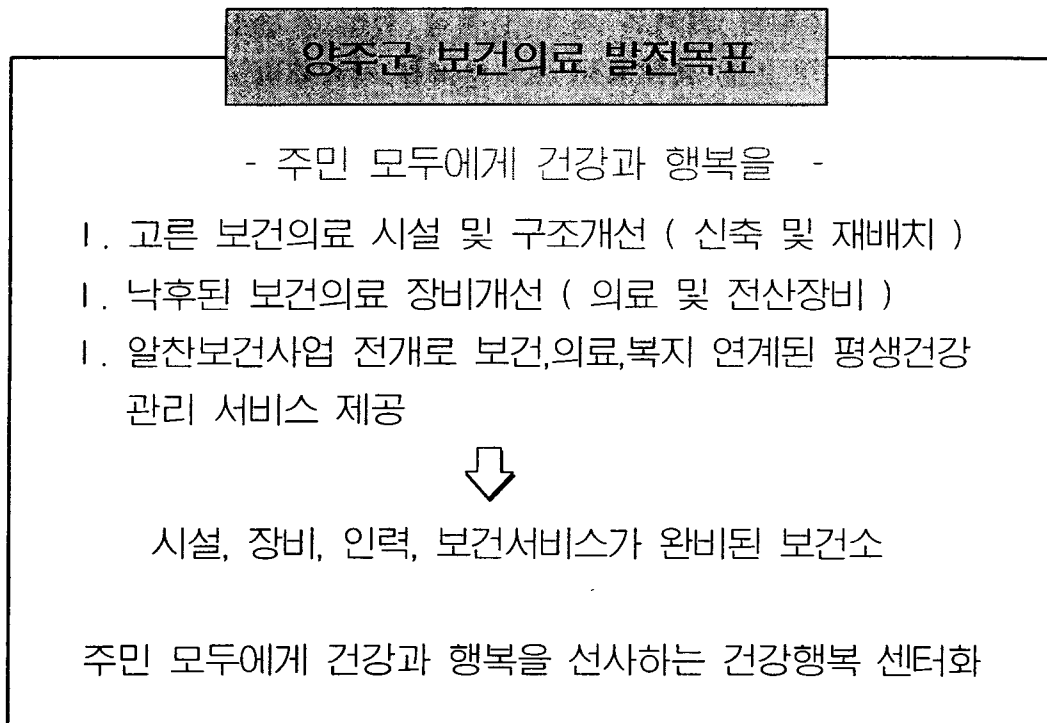 양주군 보건의료 발전목표
- 주민 모두에게 건강과 행복을 -
I. 고른 보건의료 시설 및 구조개선 ( 신축 및 재배치 )
I. 낙후된 보건의료 장비개선 ( 의료 및 전산장비 )
I. 알찬보건사업 전개로 보건,의료,복지 연계된 평생건강
관리 서비스 제공
시설, 장비, 인력, 보건서비스가 완비된 보건소
주민 모두에게 건강과 행복을 선사하는 건강행복 센터화